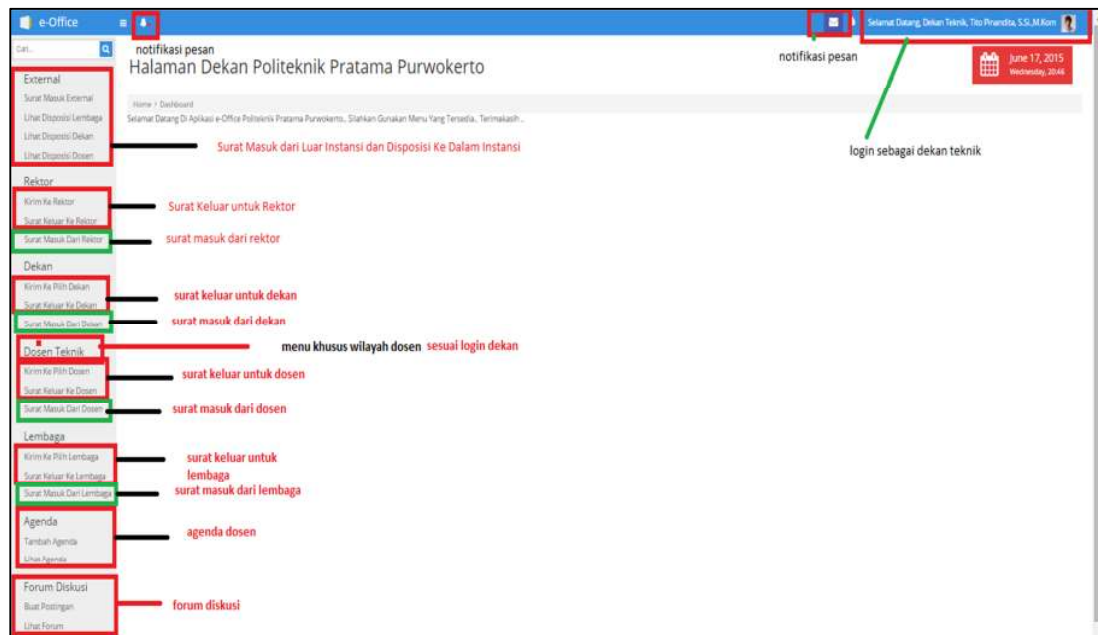 e-Office
Selamat Datang, Dekan Teknik, Tito Pinandita, S.Si.,M.Kom
Cari...
notifikasi pesan
notifikasi pesan
Halaman Dekan Politeknik Pratama Purwokerto
June 17, 2015
Wednesday, 20:46
External
Home > Dashboard
Selamat Datang Di Aplikasi e-Office Politeknik Pratama Purwokerto.. Silahkan Gunakan Menu Yang Tersedia.. Terimakasih..
Surat Masuk External
Lihat Disposisi Lembaga
Lihat Disposisi Dekan
Lihat Disposisi Dosen
Surat Masuk dari Luar Instansi dan Disposisi Ke Dalam Instansi
login sebagai dekan teknik
Rektor
Kirim Ke Rektor
Surat Keluar Ke Rektor
Surat Keluar untuk Rektor
Surat Masuk Dari Rektor
surat masuk dari rektor
Dekan
Kirim Ke Pilih Dekan
Surat Keluar Ke Dekan
surat keluar untuk dekan
Surat Masuk Dari Dekan
surat masuk dari dekan
Dosen Teknik
menu khusus wilayah dosen sesuai login dekan
Kirim Ke Pilih Dosen
Surat Keluar Ke Dosen
surat keluar untuk dosen
Surat Masuk Dari Dosen
surat masuk dari dosen
Lembaga
Kirim Ke Pilih Lembaga
Surat Keluar Ke Lembaga
surat keluar untuk
lembaga
Surat Masuk Dari Lembaga
surat masuk dari lembaga
Agenda
Tambah Agenda
Lihat Agenda
agenda dosen
Forum Diskusi
Buat Postingan
Lihat Forum
forum diskusi